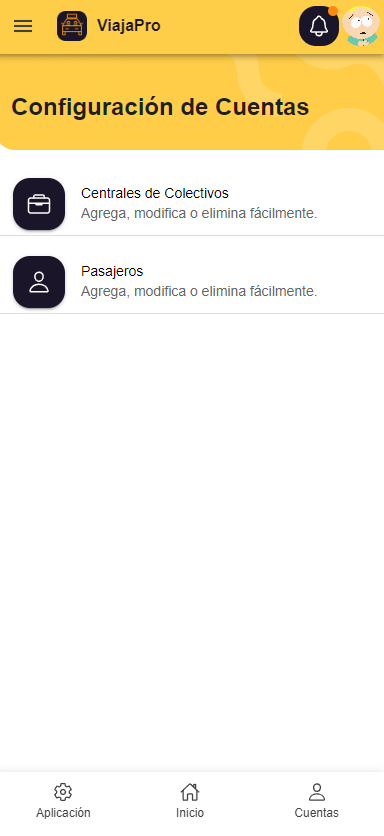 ViajaPro
Configuración de Cuentas
Centrales de Colectivos
Agrega, modifica o elimina fácilmente.
Pasajeros
Agrega, modifica o elimina fácilmente.
Aplicación
Inicio
Cuentas